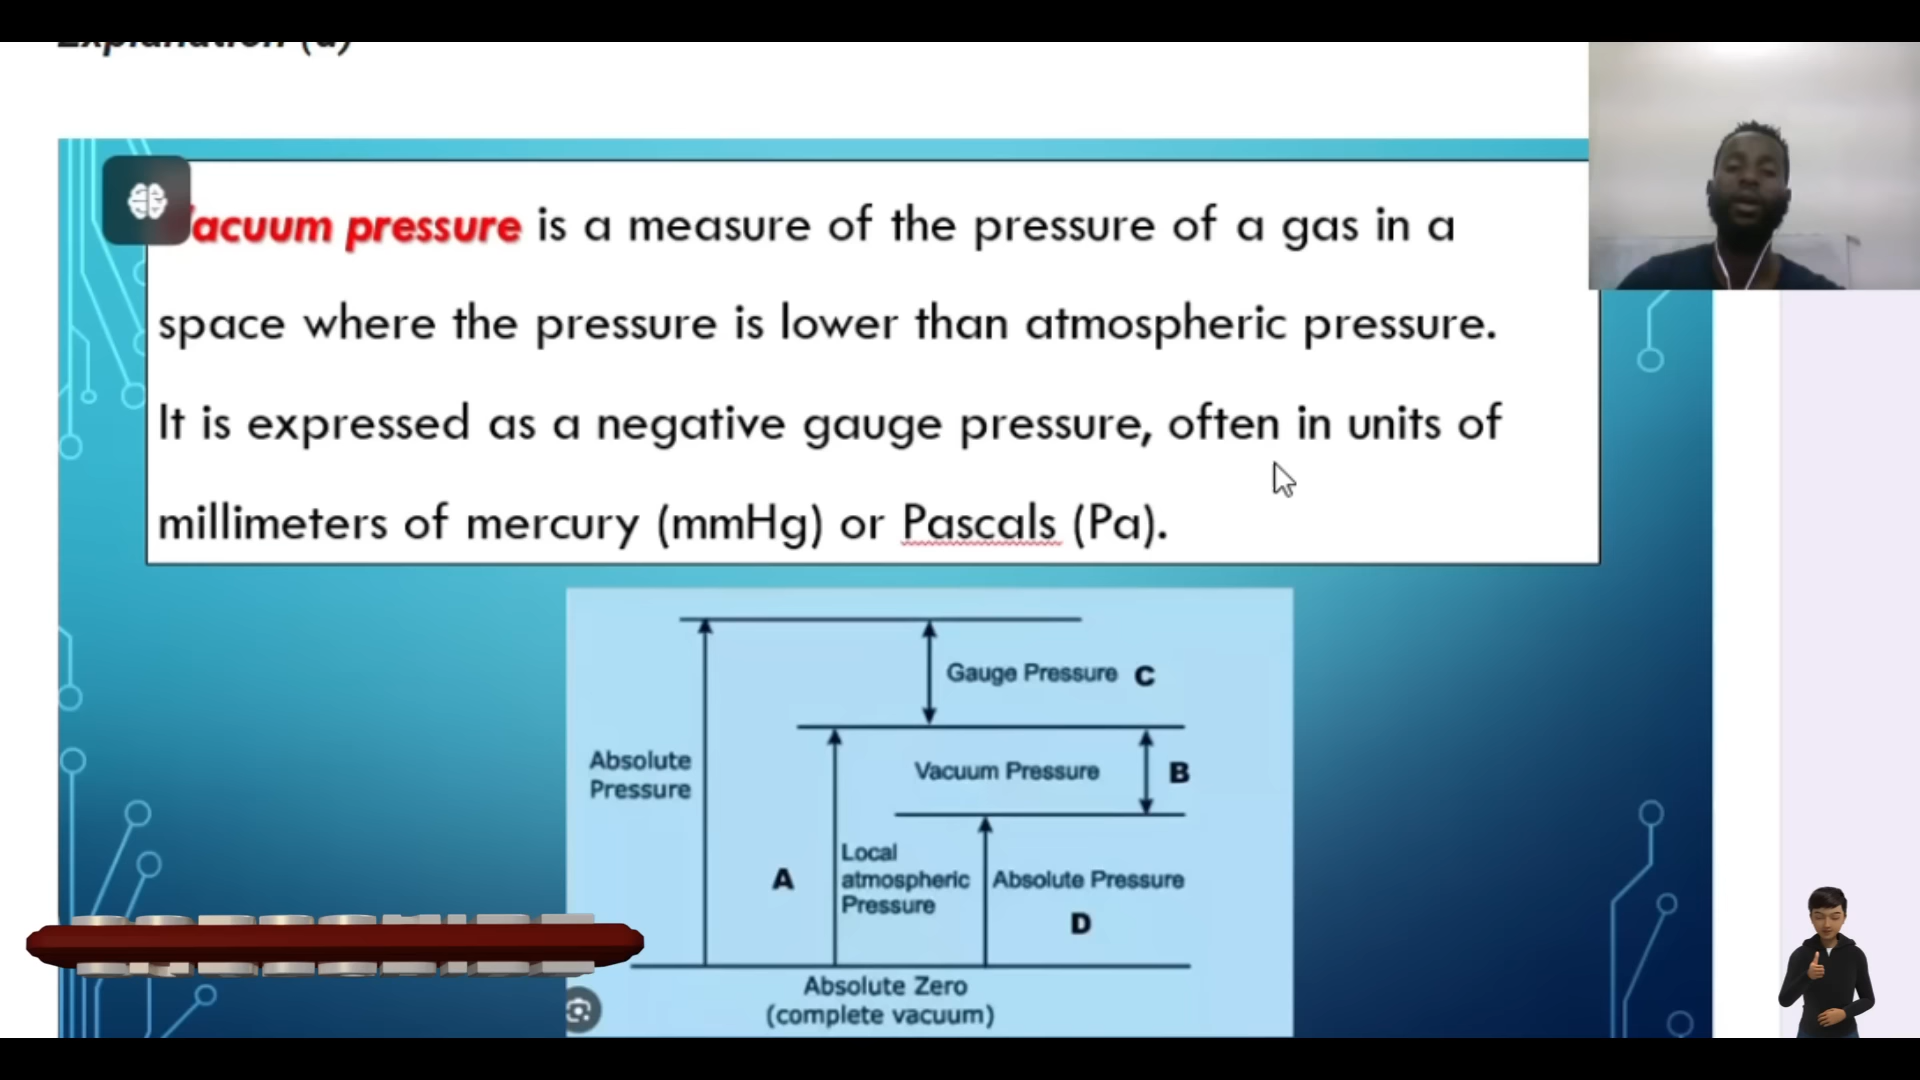 Explanation (a)
acuum pressure is a measure of the pressure of a gas in a
space where the pressure is lower than atmospheric pressure.
It is expressed as a negative gauge pressure, often in units of
millimeters of mercury (mmHg) or Pascals (Pa).
Gauge Pressure C
Absolute
Pressure
Vacuum Pressure B
A
Local
atmospheric
Pressure
Absolute Pressure
D
Absolute Zero
(complete vacuum)